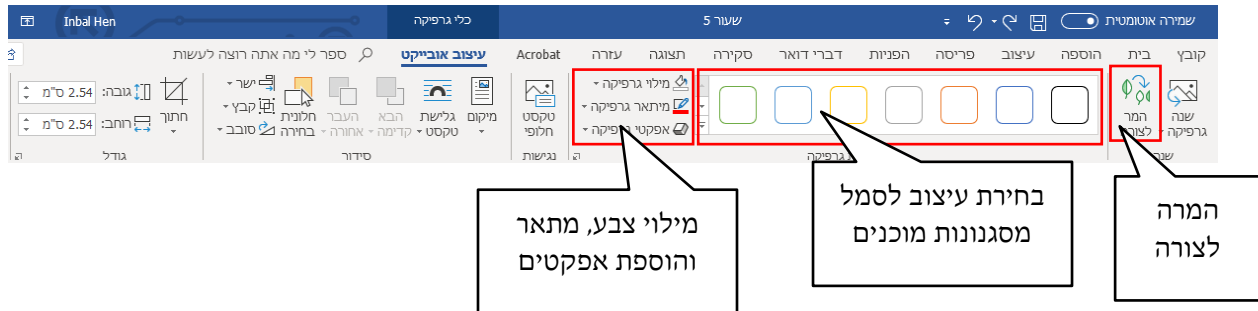 שמירה אוטומטית
שעור 5
כלי גרפיקה
Inbal Hen
קובץ בית הוספה עיצוב פריסה הפניות דברי דואר סקירה תצוגה עזרה Acrobat עיצוב אובייקט ספר לי מה אתה רוצה לעשות
שנה
גרפיקה
המר
לצורה
מילוי גרפיקה
מיתאר גרפיקה
אפקטי גרפיקה
טקסט
חלופי
מיקום
גלישת
טקסט
הבא
קדימה
העבר
אחורה
חלונית
בחירה
ישר
קבץ
סובב
חתוך
גובה: 2.54 ס"מ
רוחב: 2.54 ס"מ
גרפיקה
נגישות
סידור
גודל
המרה
לצורה
בחירת עיצוב לסמל
מסגנונות מוכנים
מילוי צבע, מתאר
והוספת אפקטים